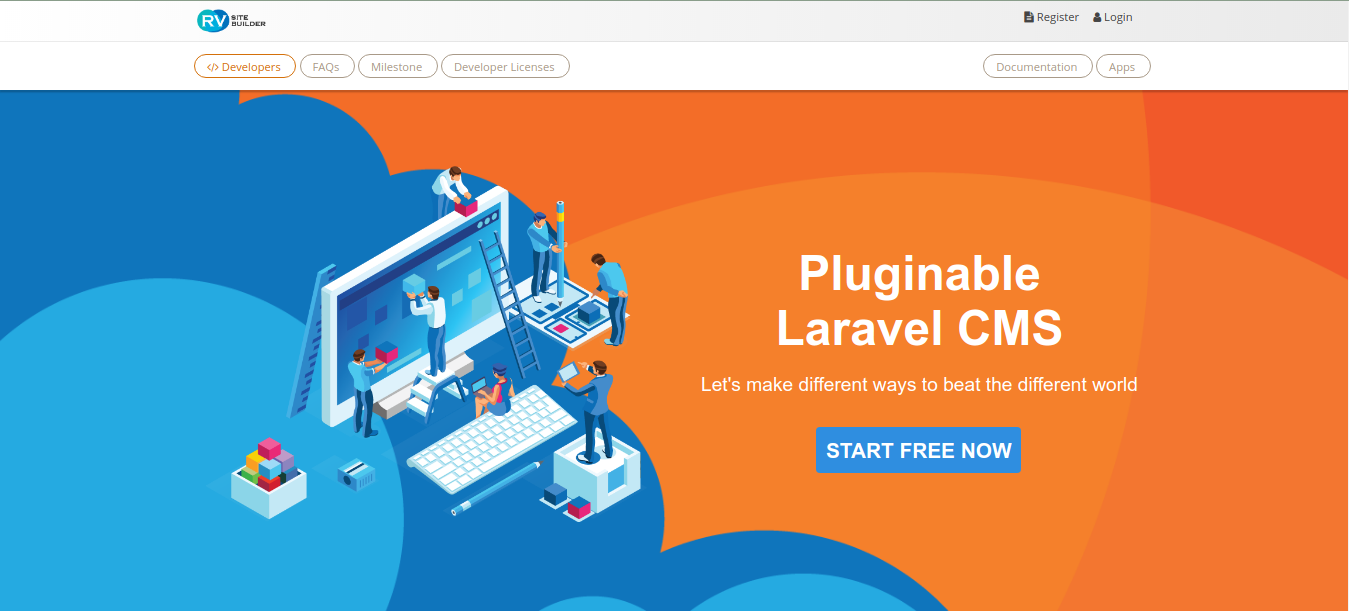 RV SITE
BUILDER
Register Login
Developers FAQs Milestone Developer Licenses Documentation Apps
Pluginable
Laravel CMS
Let's make different ways to beat the different world
START FREE NOW